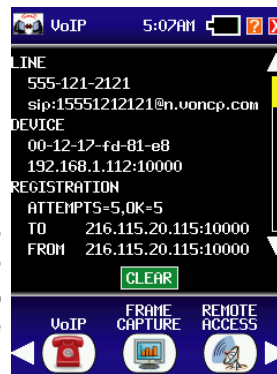 VoIP 5:07AM ? X
LINE
555-121-2121
sip:15551212121@n.voncp.com
DEVICE
00-12-17-fd-81-e8
192.168.1.112:10000
REGISTRATION
ATTEMPTS=5,OK=5
TO 216.115.20.115:10000
FROM 216.115.20.115:10000
CLEAR
VoIP FRAME CAPTURE REMOTE ACCESS